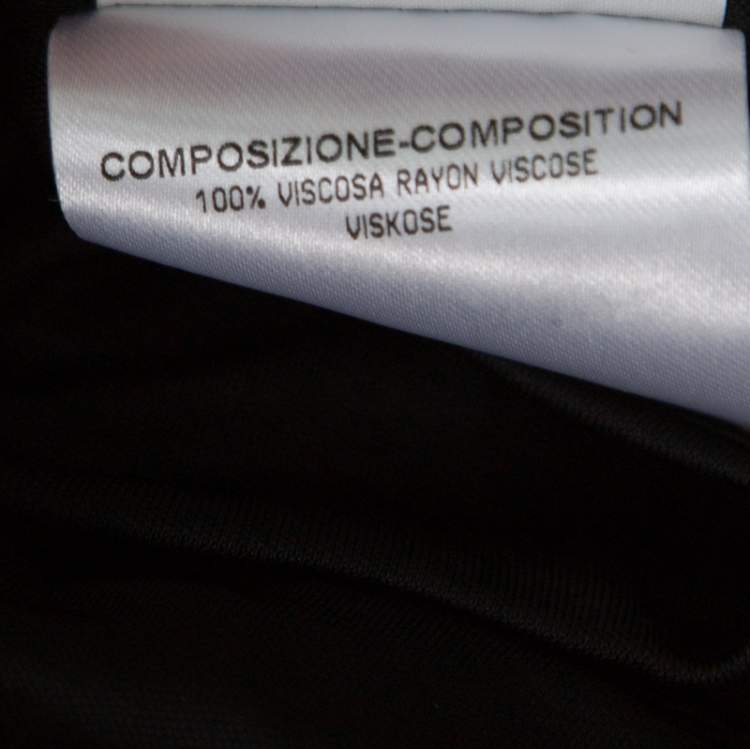 COMPOSIZIONE-COMPOSITION
100% VISCOSA RAYON VISCOSE
VISKOSE